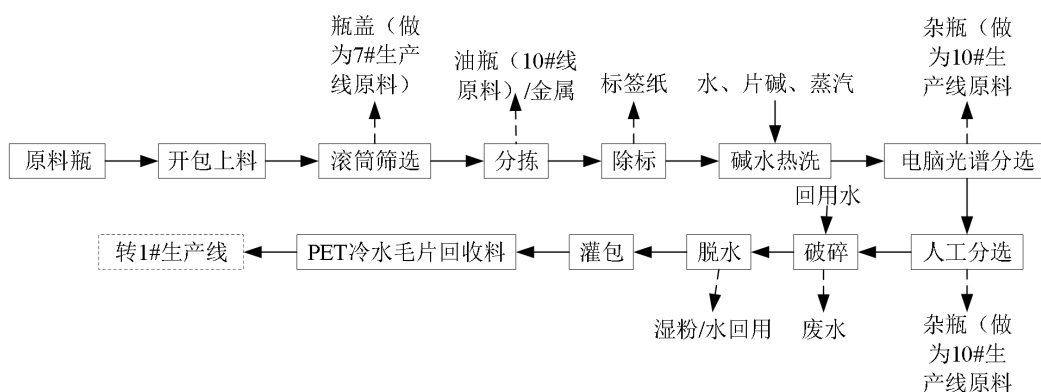 瓶盖（做
为7#生产
线原料）
油瓶（10#线
原料）/金属
标签纸
水、片碱、蒸汽
杂瓶（做
为10#生
产线原料
原料瓶
开包上料
滚筒筛选
分拣
除标
碱水热洗
电脑光谱分选
回用水
转1#生产线
PET冷水毛片回收料
灌包
脱水
破碎
人工分选
湿粉/水回用
废水
杂瓶（做
为10#生
产线原料